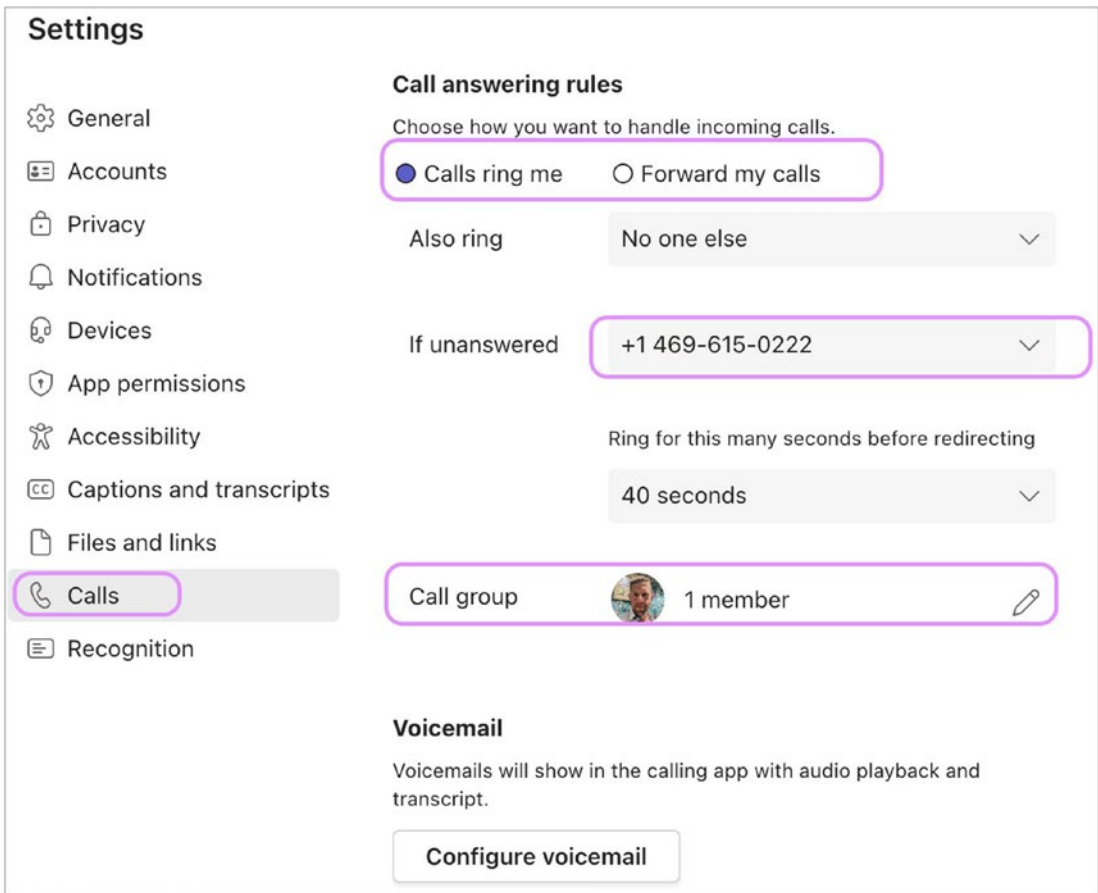 Settings
General
Accounts
Privacy
Notifications
Devices
App permissions
Accessibility
CC Captions and transcripts
Files and links
Calls
Recognition
Call answering rules
Choose how you want to handle incoming calls.
Calls ring me Forward my calls
Also ring No one else
If unanswered +1 469-615-0222
Ring for this many seconds before redirecting
40 seconds
Call group 1 member
Voicemail
Voicemails will show in the calling app with audio playback and
transcript.
Configure voicemail